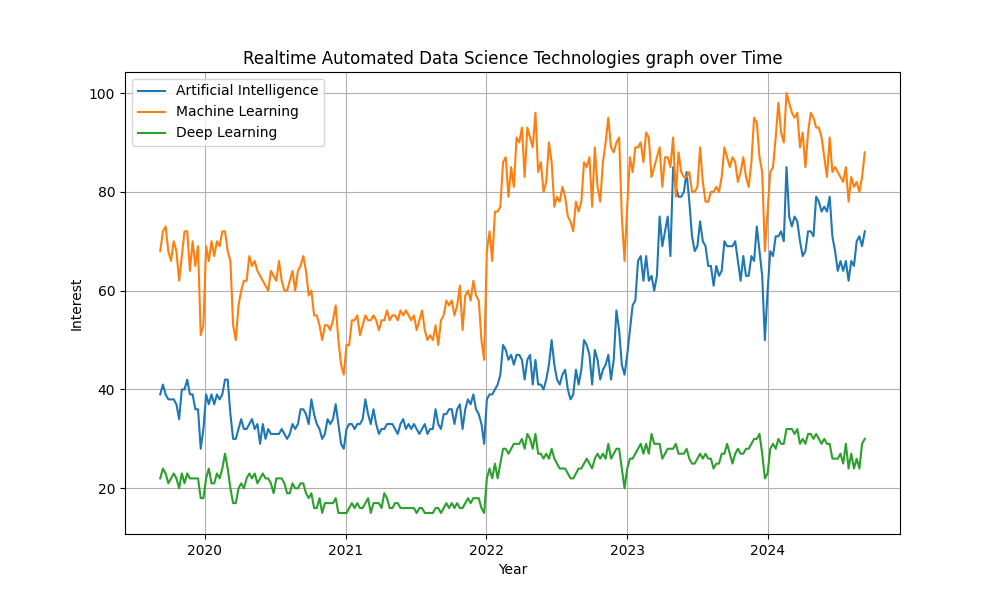 Realtime Automated Data Science Technologies graph over Time
Artificial Intelligence
Machine Learning
Deep Learning
100
80
60
40
20
Interest
2020 2021 2022 2023 2024
Year